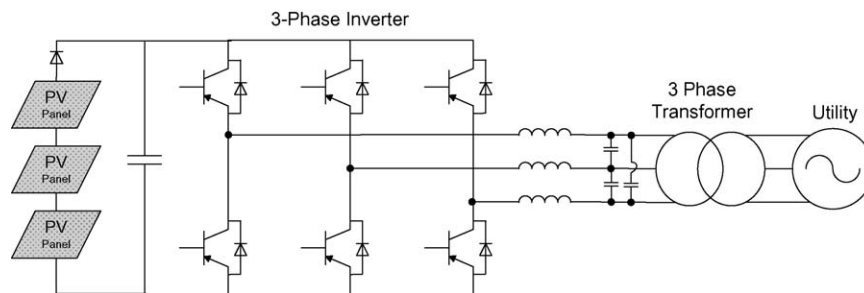 3-Phase Inverter
PV
Panel
PV
Panel
PV
Panel
3 Phase
Transformer
Utility